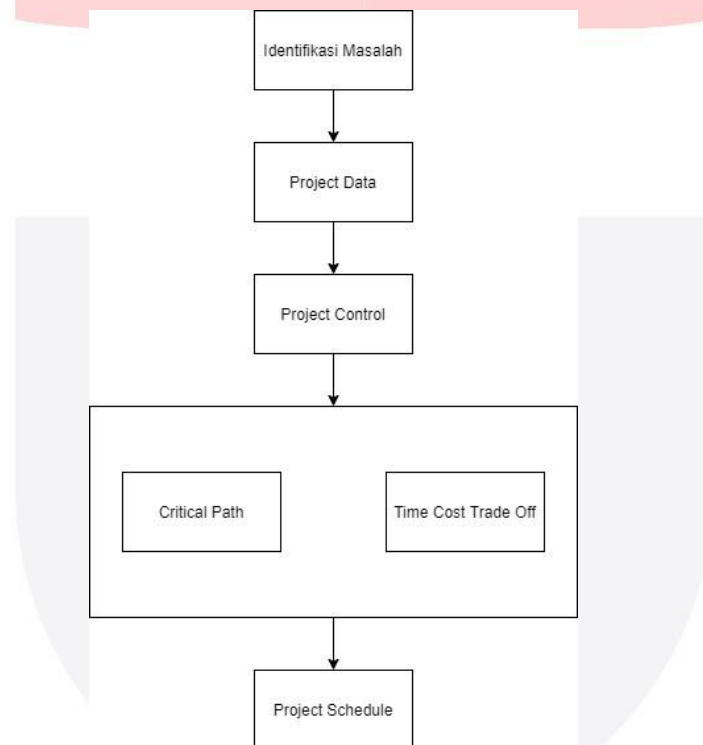 Identifikasi Masalah
Project Data
Project Control
Critical Path
Time Cost Trade Off
Project Schedule